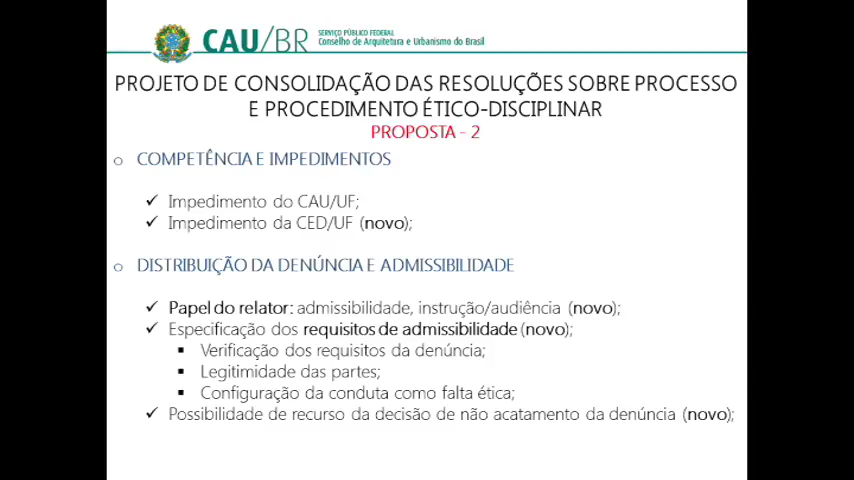 CAU/BR
SERVIÇO PÚBLICO FEDERAL
Conselho de Arquitetura e Urbanismo do Brasil
PROJETO DE CONSOLIDAÇÃO DAS RESOLUÇÕES SOBRE PROCESSO
E PROCEDIMENTO ÉTICO-DISCIPLINAR
PROPOSTA - 2
o COMPETÊNCIA E IMPEDIMENTOS
✓ Impedimento do CAU/UF;
✓ Impedimento da CED/UF (novo);
o DISTRIBUIÇÃO DA DENÚNCIA E ADMISSIBILIDADE
✓ Papel do relator: admissibilidade, instrução/audiência (novo);
✓ Especificação dos requisitos de admissibilidade (novo);
▪ Verificação dos requisitos da denúncia;
▪ Legitimidade das partes;
▪ Configuração da conduta como falta ética;
✓ Possibilidade de recurso da decisão de não acatamento da denúncia (novo);